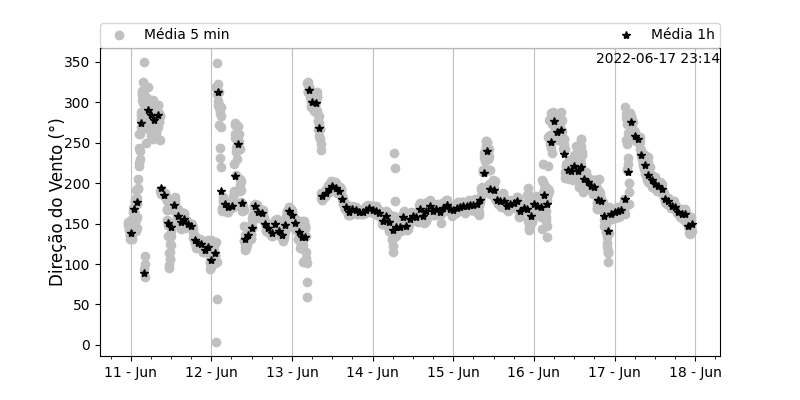 Média 5 min
Média 1h
2022-06-17 23:14
Direção do Vento (°)
350
300
250
200
150
100
50
0
11 - Jun
12 - Jun
13 - Jun
14 - Jun
15 - Jun
16 - Jun
17 - Jun
18 - Jun